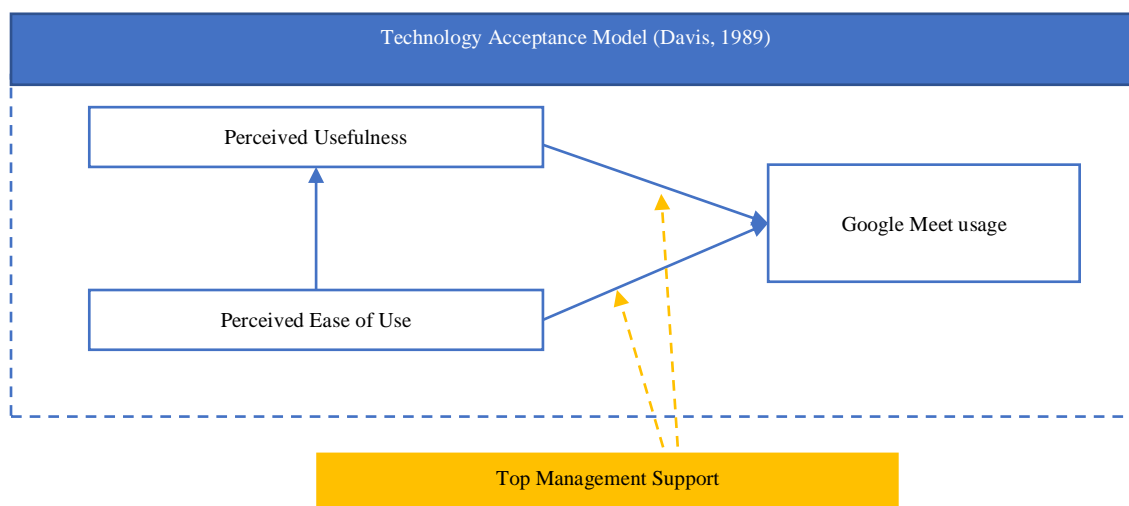 Technology Acceptance Model (Davis, 1989)
Perceived Usefulness
Google Meet usage
Perceived Ease of Use
Top Management Support